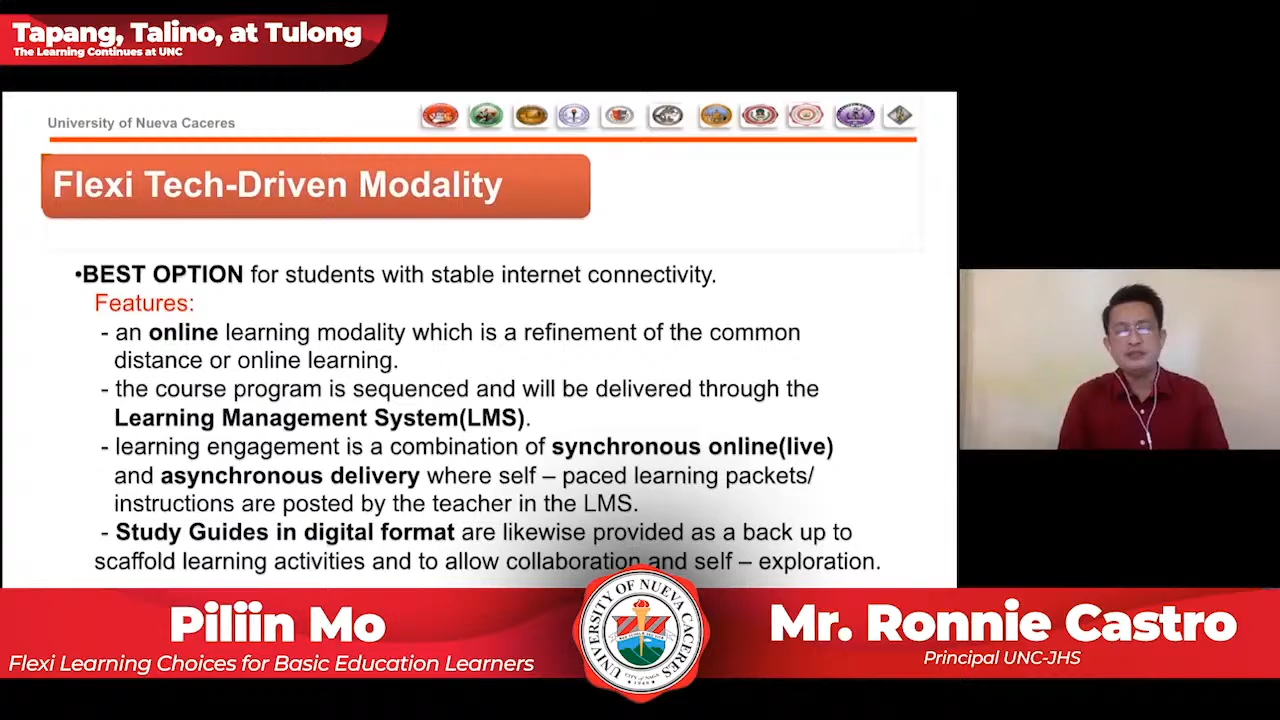 Tapang, Talino, at Tulong
The Learning Continues at UNC
University of Nueva Caceres
Flexi Tech-Driven Modality
•BEST OPTION for students with stable internet connectivity.
Features:
- an online learning modality which is a refinement of the common
distance or online learning.
- the course program is sequenced and will be delivered through the
Learning Management System(LMS).
- learning engagement is a combination of synchronous online(live)
and asynchronous delivery where self – paced learning packets/
instructions are posted by the teacher in the LMS.
- Study Guides in digital format are likewise provided as a back up to
scaffold learning activities and to allow collaboration and self – exploration.
Piliin Mo
Flexi Learning Choices for Basic Education Learners
UNIVERSITY OF NUEVA CACERES
CITY OF NAGA
1948
Mr. Ronnie Castro
Principal UNC-JHS